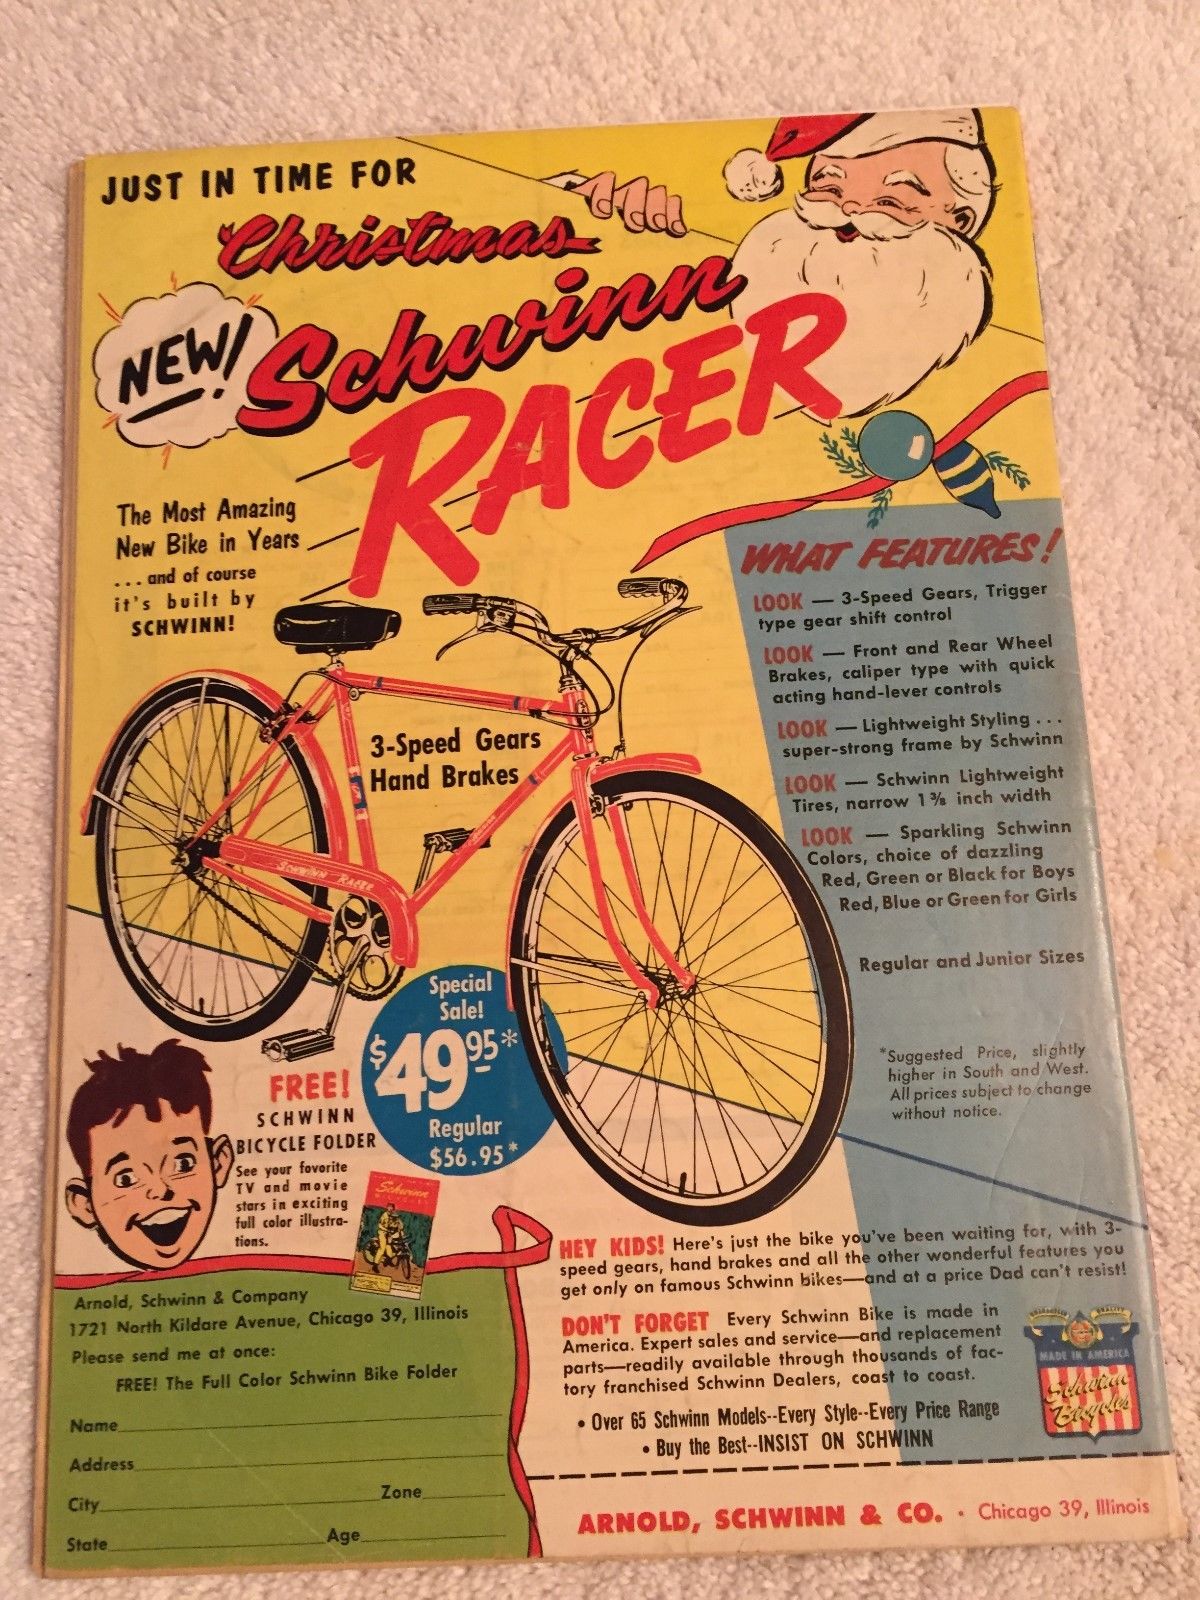 JUST IN TIME FOR
Christmas
NEW!
Schwinn
RACER
The Most Amazing
New Bike in Years
...and of course
it's built by
SCHWINN!
3-Speed Gears
Hand Brakes
SCHWINN RACER
WHAT FEATURES!
LOOK — 3-Speed Gears, Trigger
type gear shift control
LOOK — Front and Rear Wheel
Brakes, caliper type with quick
acting hand-lever controls
LOOK — Lightweight Styling...
super-strong frame by Schwinn
LOOK — Schwinn Lightweight
Tires, narrow 1 3/8 inch width
LOOK — Sparkling Schwinn
Colors, choice of dazzling
Red, Green or Black for Boys
Red, Blue or Green for Girls
Regular and Junior Sizes
*Suggested Price, slightly
higher in South and West.
All prices subject to change
without notice.
Special
Sale!
$49.95*
Regular
$56.95*
FREE!
SCHWINN
BICYCLE FOLDER
See your favorite
TV and movie
stars in exciting
full color illustra-
tions.
Schwinn
Arnold, Schwinn & Company
1721 North Kildare Avenue, Chicago 39, Illinois
Please send me at once:
FREE! The Full Color Schwinn Bike Folder
Name
Address
City Zone
State Age
HEY KIDS! Here's just the bike you've been waiting for, with 3-
speed gears, hand brakes and all the other wonderful features you
get only on famous Schwinn bikes—and at a price Dad can't resist!
DON'T FORGET Every Schwinn Bike is made in
America. Expert sales and service—and replacement
parts—readily available through thousands of fac-
tory franchised Schwinn Dealers, coast to coast.
• Over 65 Schwinn Models--Every Style--Every Price Range
• Buy the Best--INSIST ON SCHWINN
MADE IN AMERICA
Schwinn
Bicycles
ARNOLD, SCHWINN & CO. • Chicago 39, Illinois